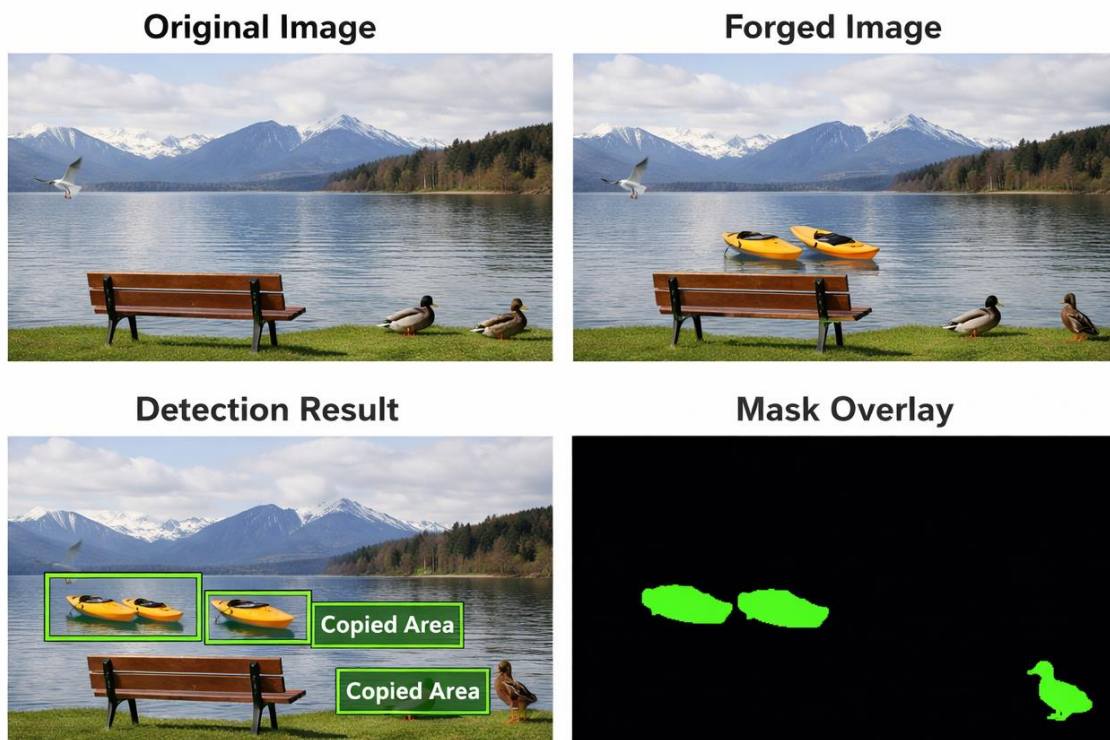 Original Image
Forged Image
Detection Result
Mask Overlay
Copied Area
Copied Area